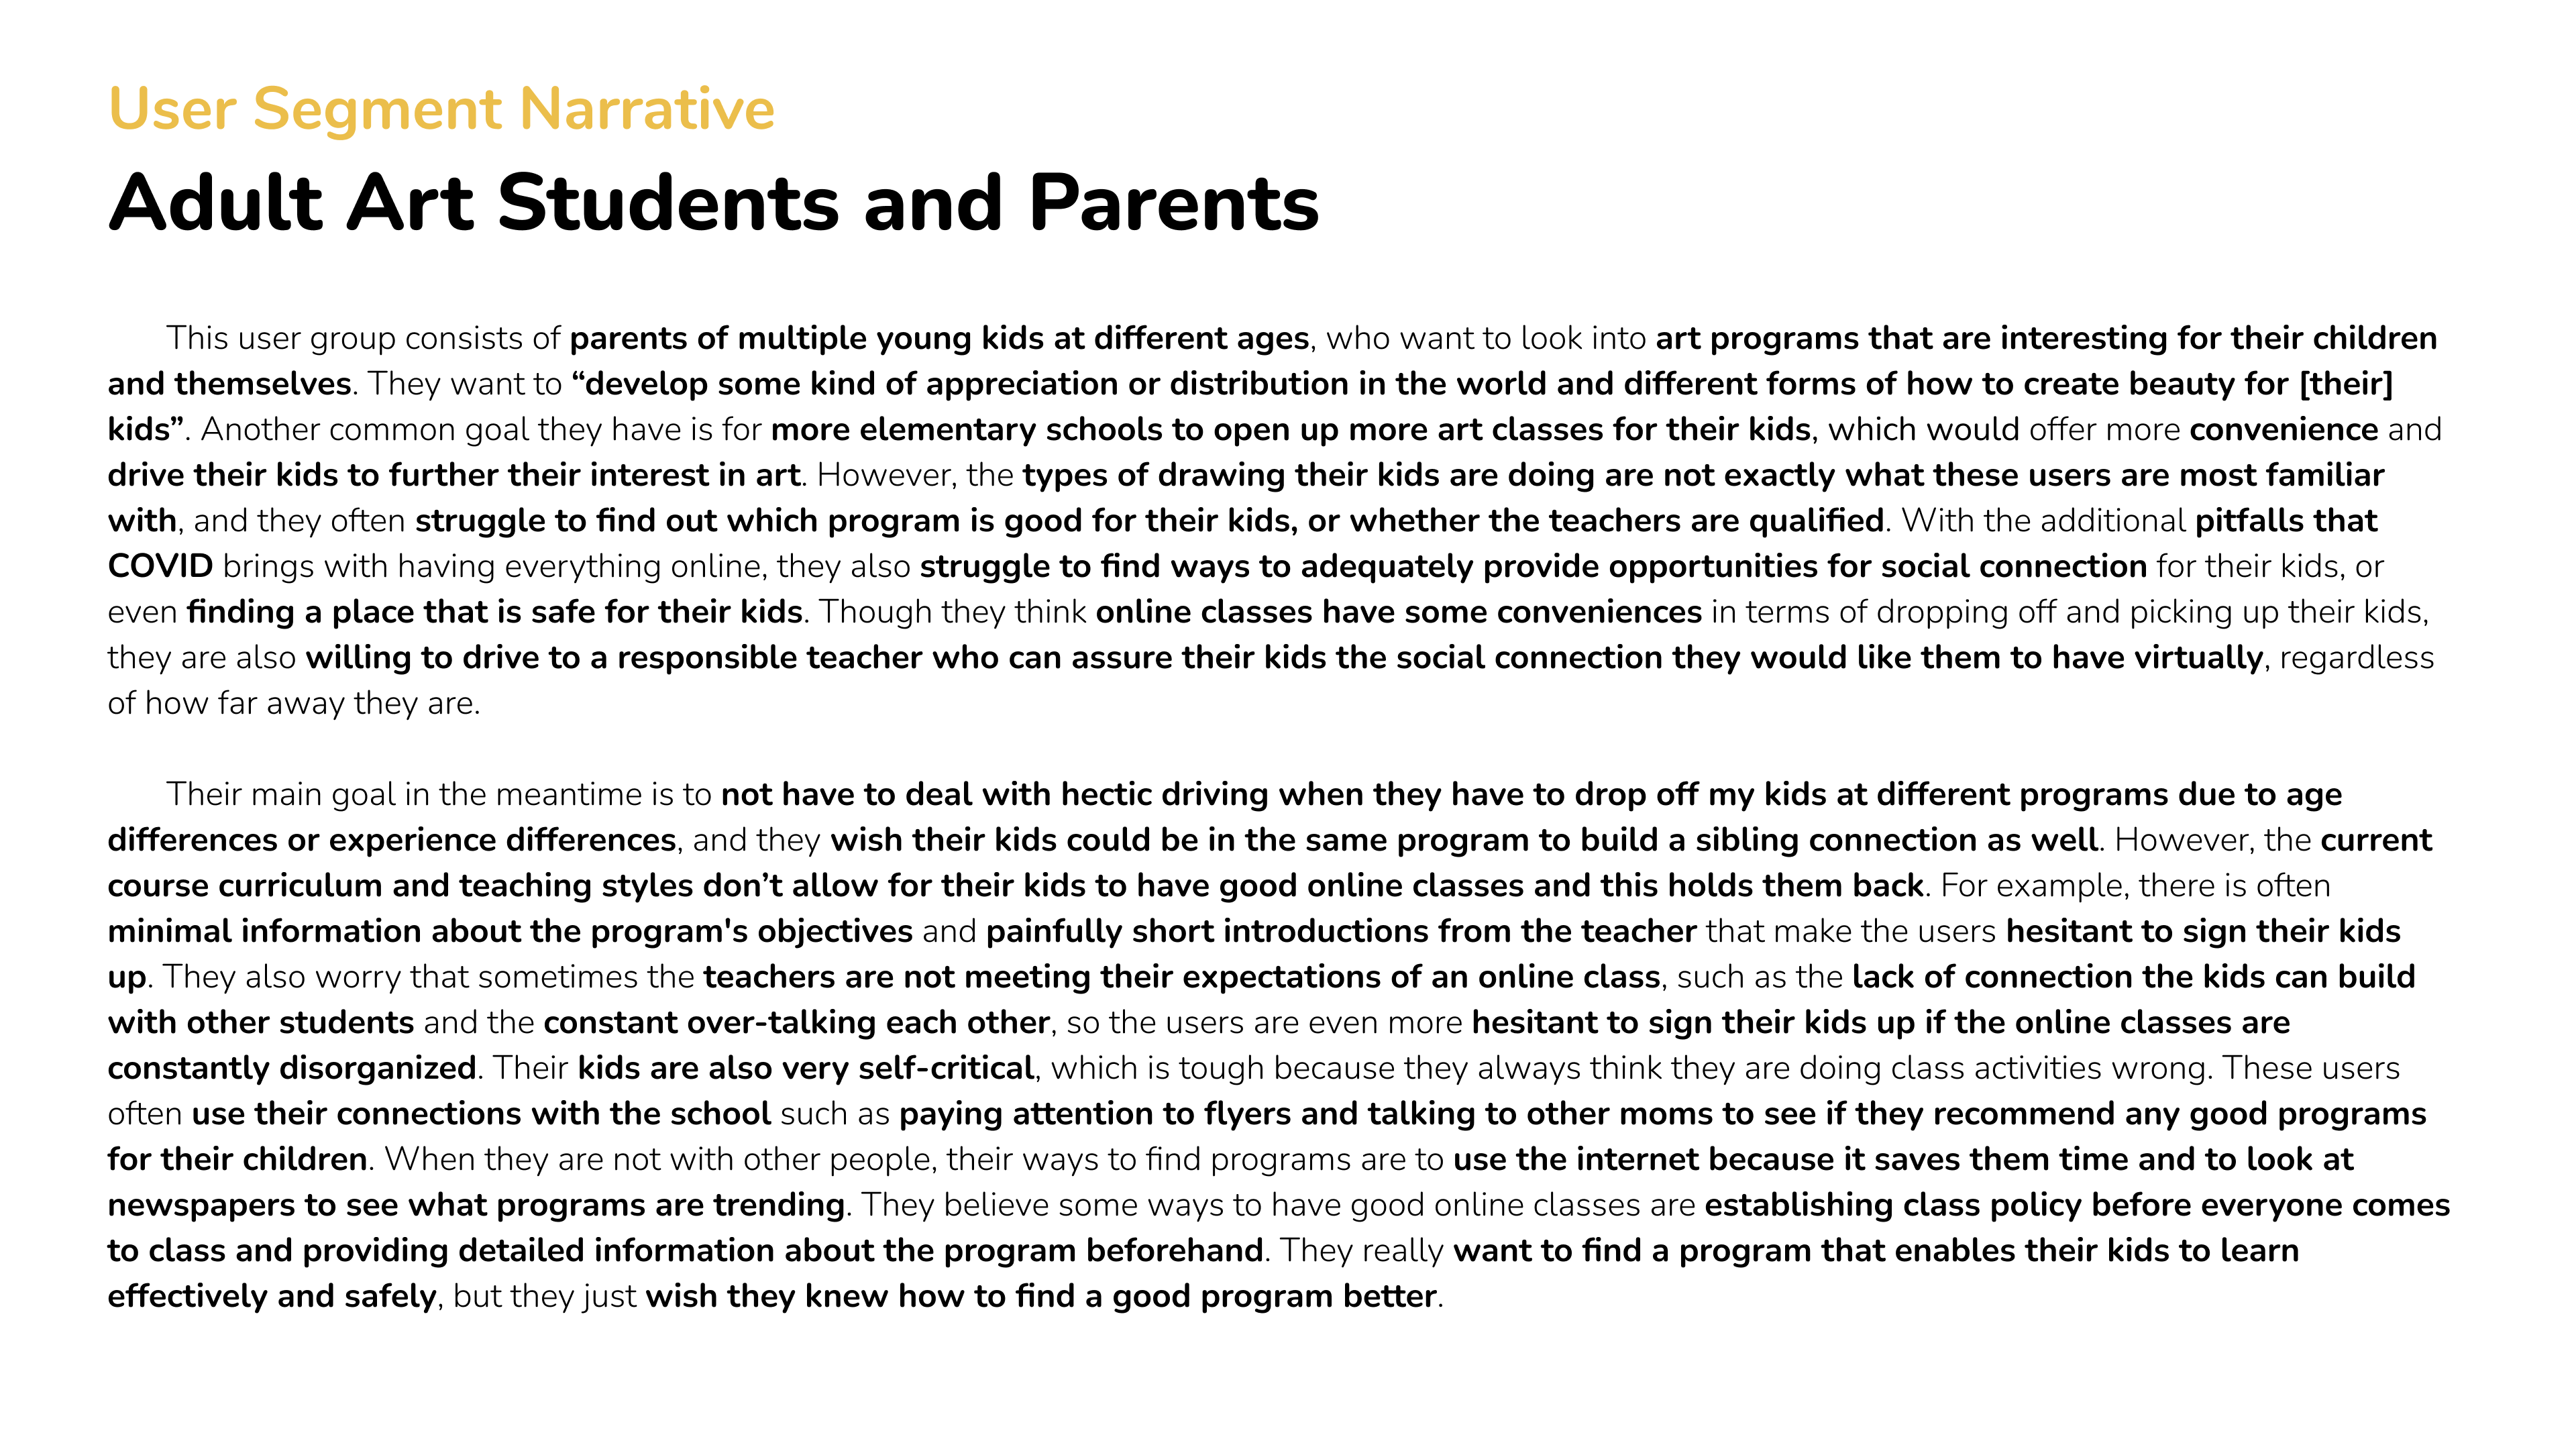 User Segment Narrative
Adult Art Students and Parents
This user group consists of parents of multiple young kids at different ages, who want to look into art programs that are interesting for their children
and themselves. They want to “develop some kind of appreciation or distribution in the world and different forms of how to create beauty for [their]
kids”. Another common goal they have is for more elementary schools to open up more art classes for their kids, which would offer more convenience and
drive their kids to further their interest in art. However, the types of drawing their kids are doing are not exactly what these users are most familiar
with, and they often struggle to find out which program is good for their kids, or whether the teachers are qualified. With the additional pitfalls that
COVID brings with having everything online, they also struggle to find ways to adequately provide opportunities for social connection for their kids, or
even finding a place that is safe for their kids. Though they think online classes have some conveniences in terms of dropping off and picking up their kids,
they are also willing to drive to a responsible teacher who can assure their kids the social connection they would like them to have virtually, regardless
of how far away they are.
Their main goal in the meantime is to not have to deal with hectic driving when they have to drop off my kids at different programs due to age
differences or experience differences, and they wish their kids could be in the same program to build a sibling connection as well. However, the current
course curriculum and teaching styles don’t allow for their kids to have good online classes and this holds them back. For example, there is often
minimal information about the program's objectives and painfully short introductions from the teacher that make the users hesitant to sign their kids
up. They also worry that sometimes the teachers are not meeting their expectations of an online class, such as the lack of connection the kids can build
with other students and the constant over-talking each other, so the users are even more hesitant to sign their kids up if the online classes are
constantly disorganized. Their kids are also very self-critical, which is tough because they always think they are doing class activities wrong. These users
often use their connections with the school such as paying attention to flyers and talking to other moms to see if they recommend any good programs
for their children. When they are not with other people, their ways to find programs are to use the internet because it saves them time and to look at
newspapers to see what programs are trending. They believe some ways to have good online classes are establishing class policy before everyone comes
to class and providing detailed information about the program beforehand. They really want to find a program that enables their kids to learn
effectively and safely, but they just wish they knew how to find a good program better.